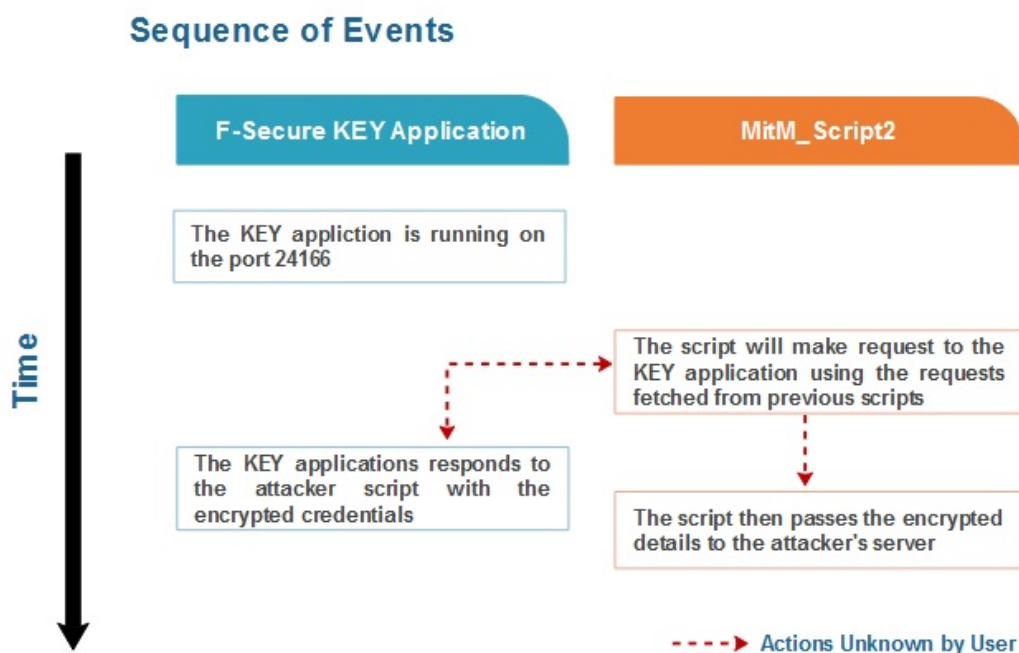 Sequence of Events
F-Secure KEY Application
MitM_Script2
The KEY appliction is running on
the port 24166
Time
The script will make request to the
KEY application using the requests
fetched from previous scripts
The KEY applications responds to
the attacker script with the
encrypted credentials
The script then passes the encrypted
details to the attacker's server
Actions Unknown by User